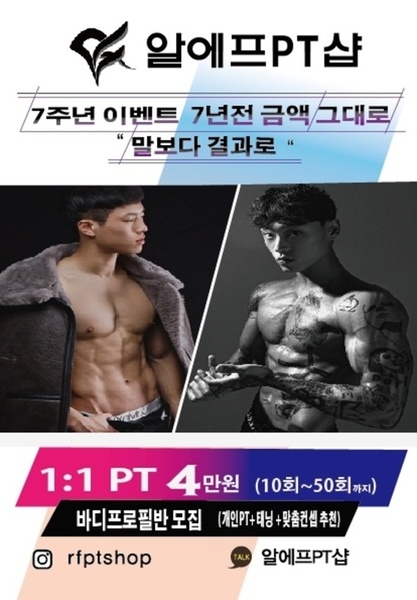 알에프PT샵
7주년 이벤트 7년전 금액 그대로
“ 말보다 결과로 “
1:1 PT 4만원 (10회~50회까지)
바디프로필반 모집 (개인PT+태닝+맞춤컨셉 추천)
rfptshop TALK 알에프PT샵